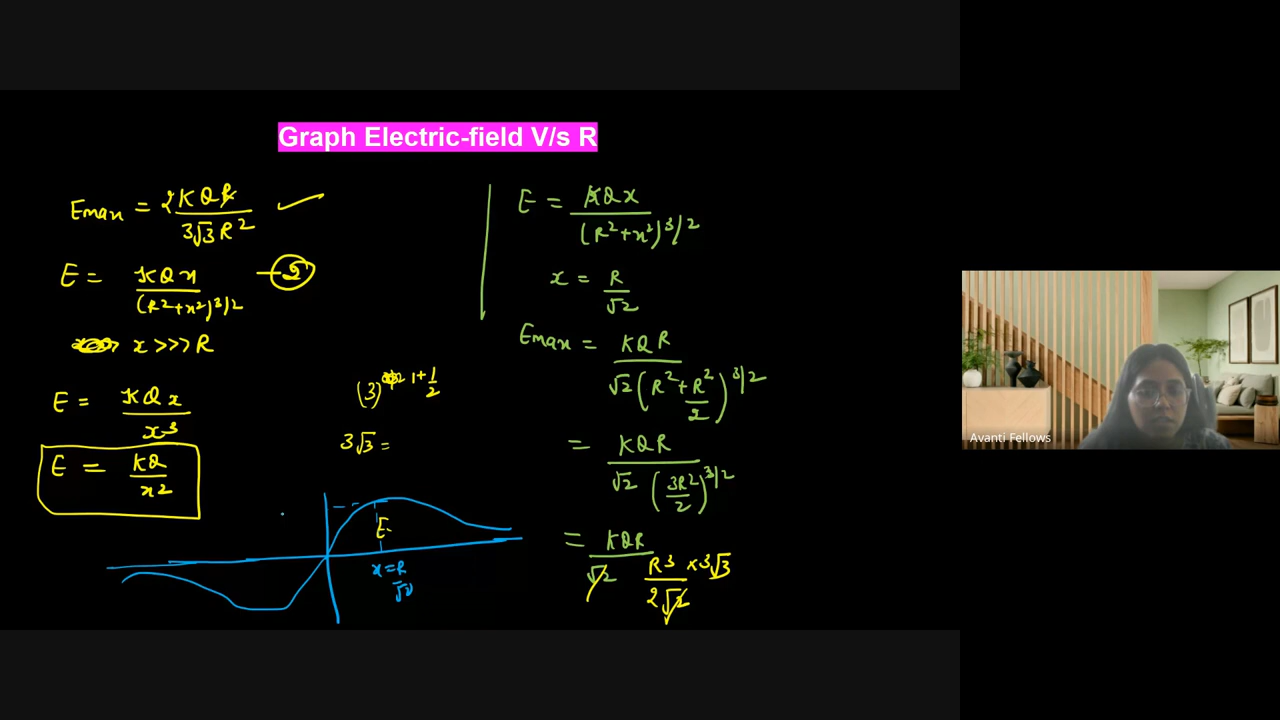 Graph Electric-field V/s R
Emax = 2KQR / 3√3 R²
E = KQx / (R²+x²)^3/2 — 2
x >>> R
E = KQx / x³
E = KQ / x²
(3)^1+1/2
3√3 =
E
x = R / √2
E = KQx / (R²+x²)^3/2
x = R / √2
Emax = KQR / √2 (R² + R²/2)^3/2
= KQR / √2 (3R²/2)^3/2
= KQR / √2 R³ × 3√3 / 2√2
Avanti Fellows